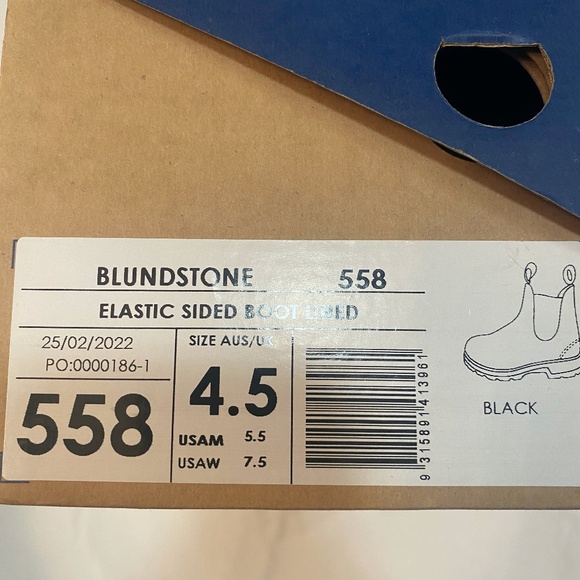 BLUNDSTONE 558
ELASTIC SIDED BOOT LINED
25/02/2022
PO:0000186-1
558
SIZE AUS/UK
4.5
USAM 5.5
USAW 7.5
9 315891 413961
BLACK